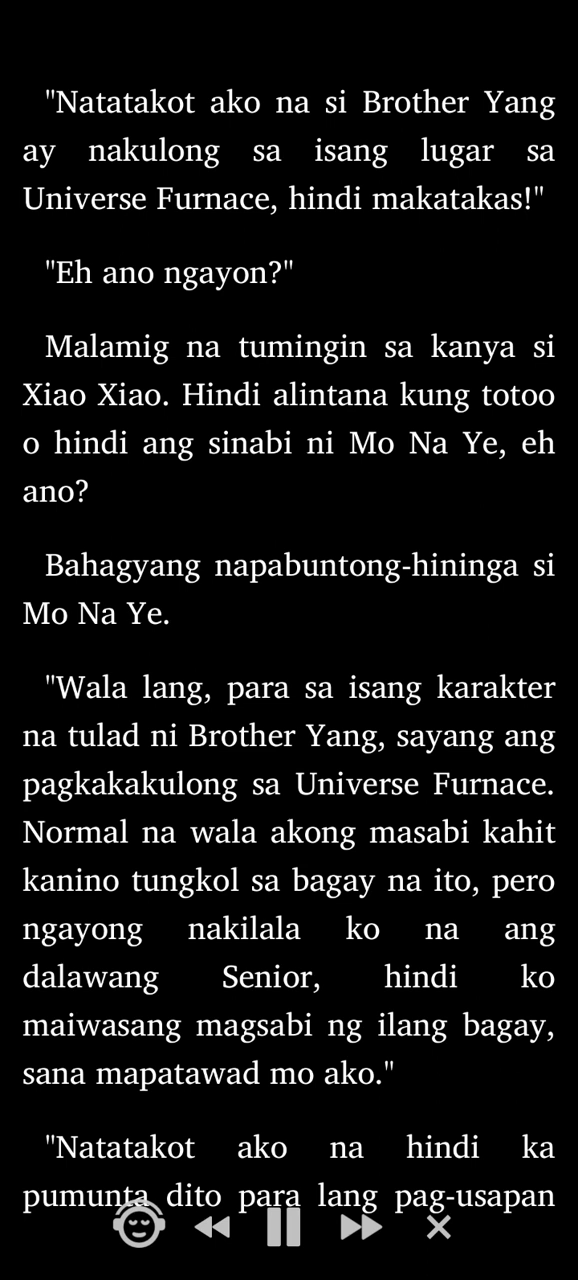 "Natatakot ako na si Brother Yang
ay nakulong sa isang lugar sa
Universe Furnace, hindi makatakas!"
"Eh ano ngayon?"
Malamig na tumingin sa kanya si
Xiao Xiao. Hindi alintana kung totoo
o hindi ang sinabi ni Mo Na Ye, eh
ano?
Bahagyang napabuntong-hininga si
Mo Na Ye.
"Wala lang, para sa isang karakter
na tulad ni Brother Yang, sayang ang
pagkakakulong sa Universe Furnace.
Normal na wala akong masabi kahit
kanino tungkol sa bagay na ito, pero
ngayong nakilala ko na ang
dalawang Senior, hindi ko
maiwasang magsabi ng ilang bagay,
sana mapatawad mo ako."
"Natatakot ako na hindi ka
pumunta dito para lang pag-usapan